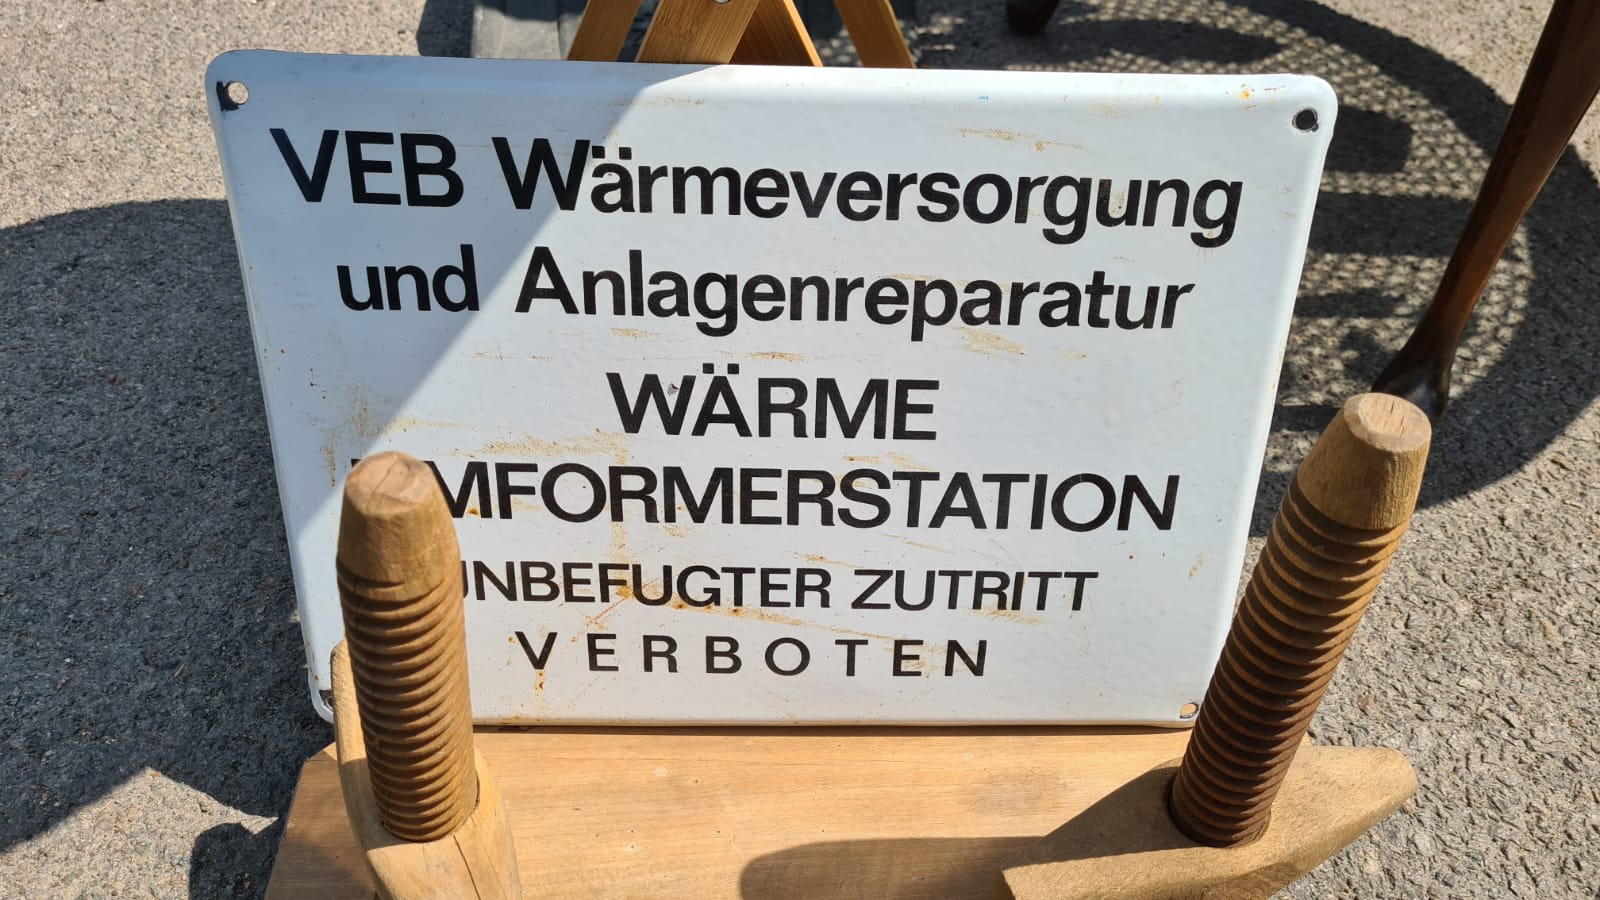 VEB Wärmeversorgung
und Anlagenreparatur
WÄRME
UMFORMERSTATION
UNBEFUGTER ZUTRITT
VERBOTEN